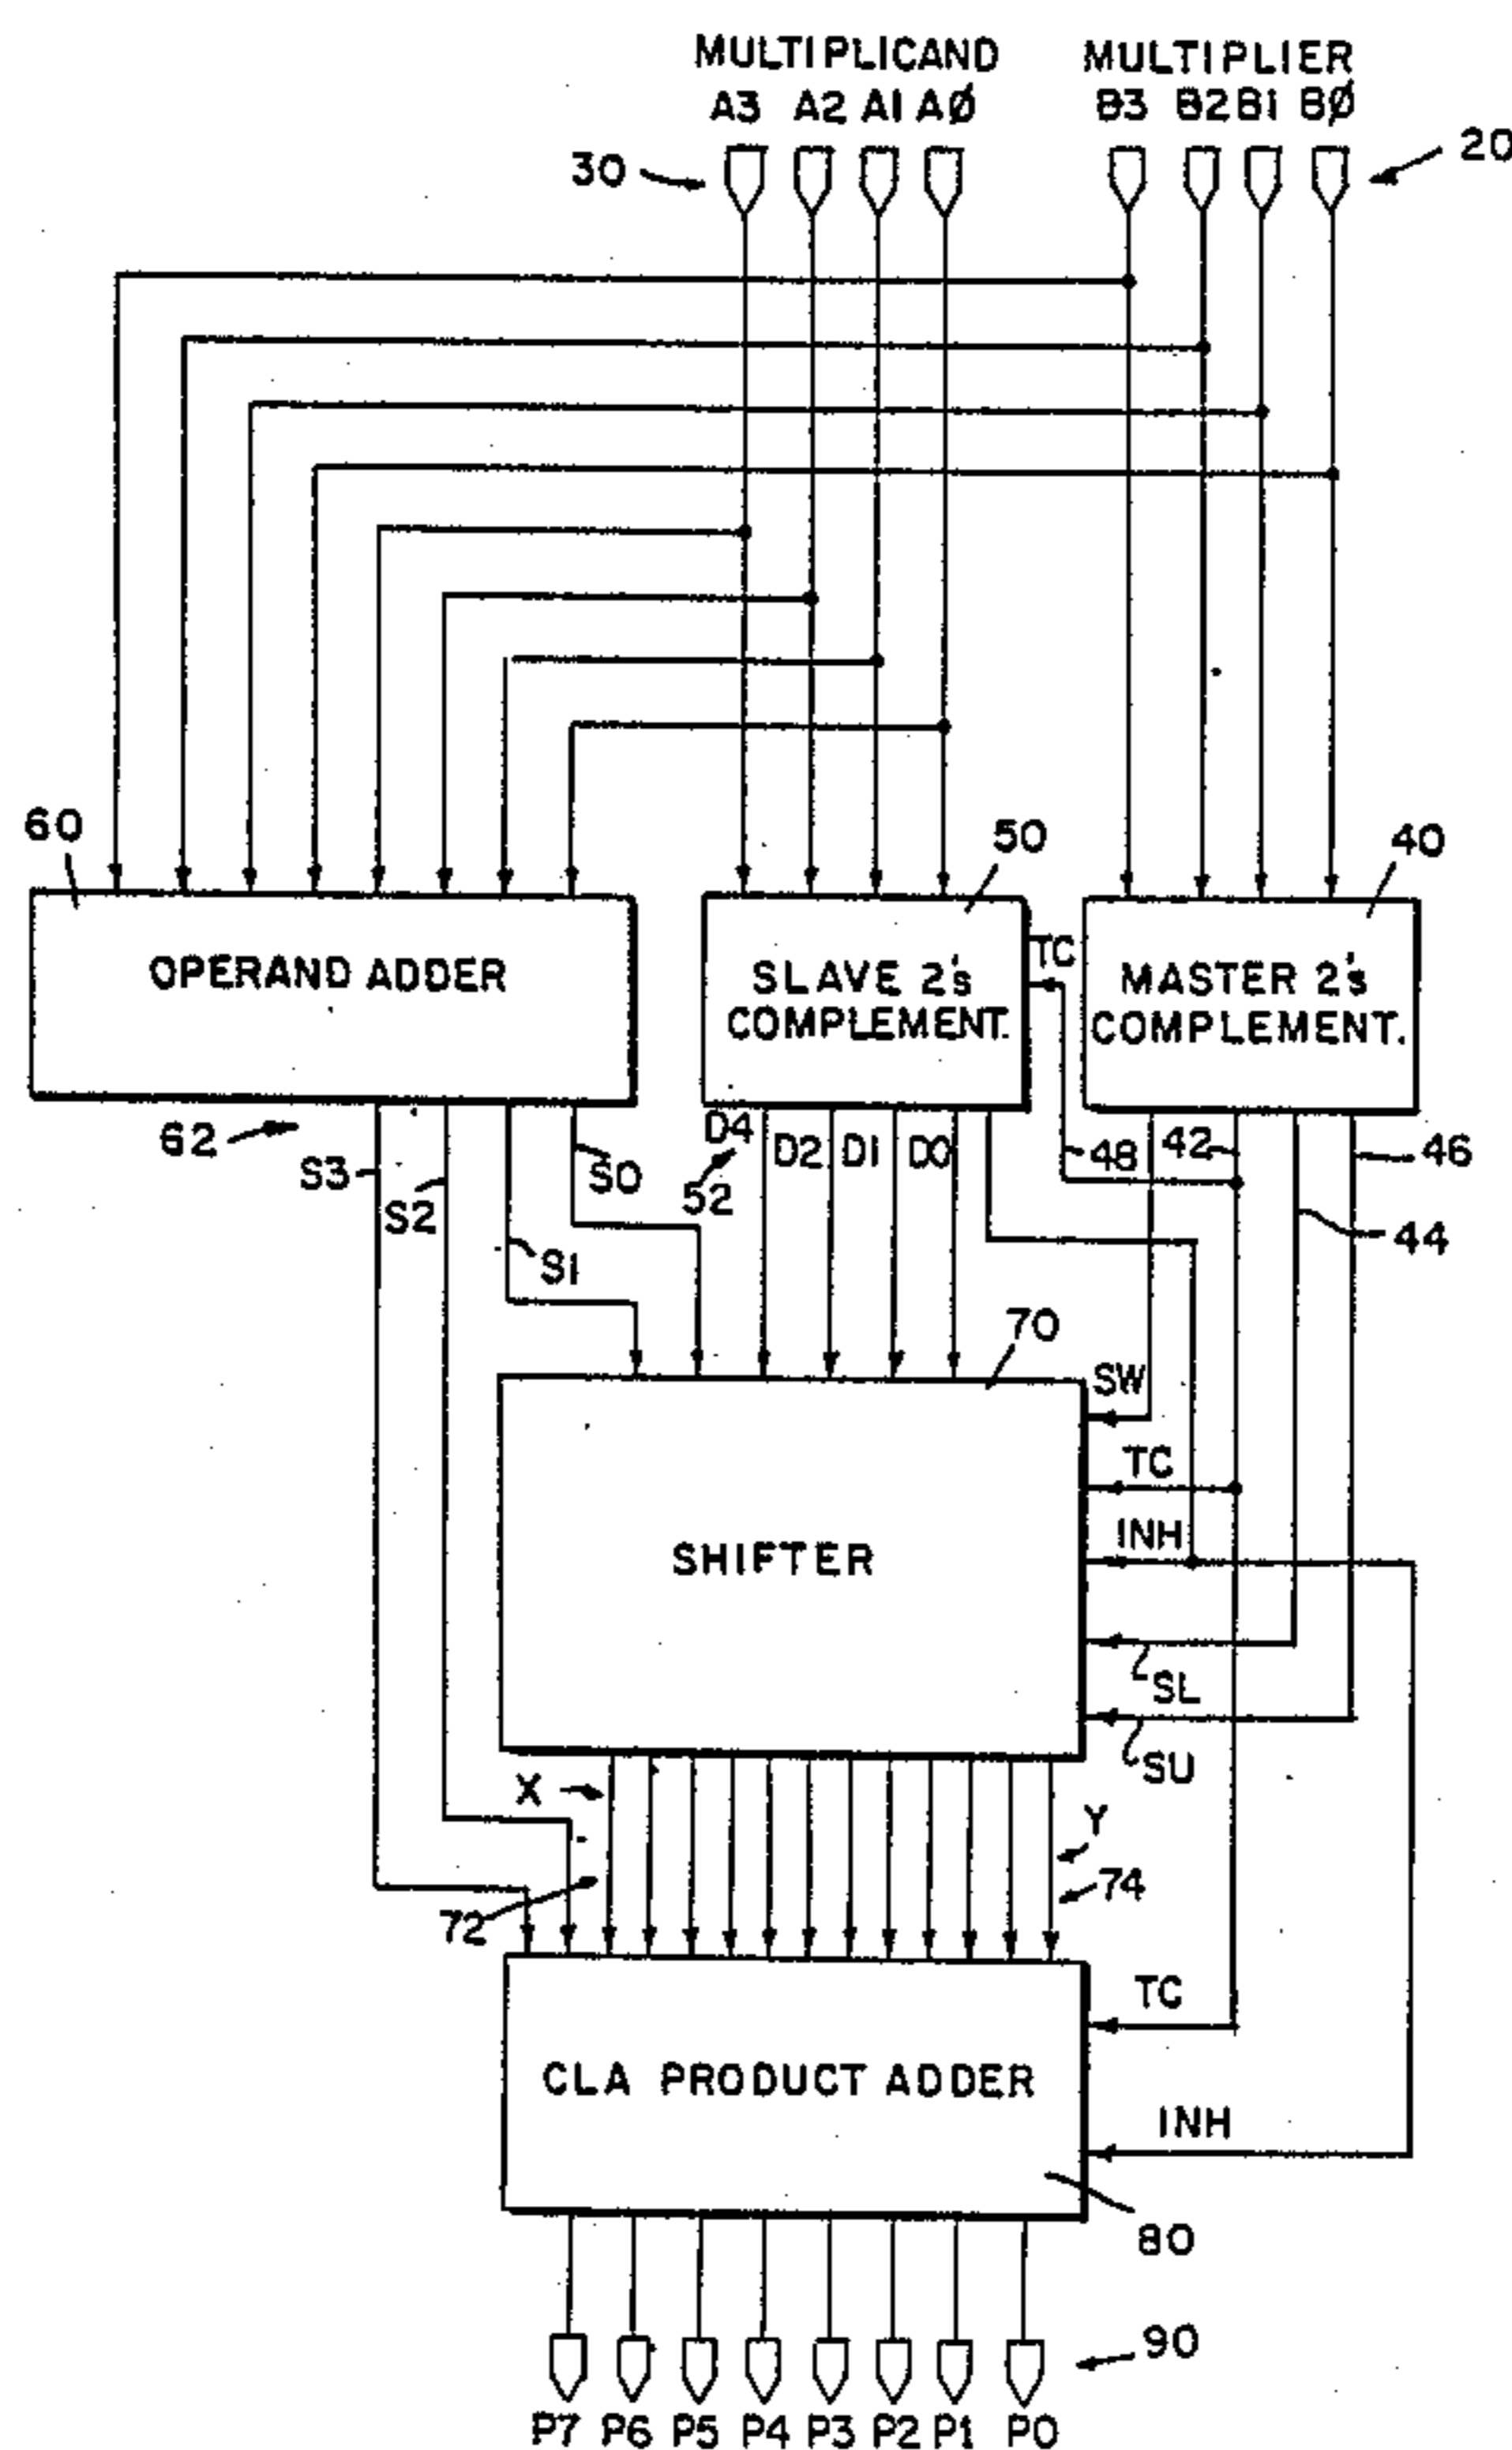 MULTIPLICAND MULTIPLIER
A3 A2 A1 AØ B3 B2 B1 BØ
30 20
60 50 40
OPERAND ADDER
SLAVE 2's
COMPLEMENT.
TC
MASTER 2's
COMPLEMENT.
62 S3 S2 S1 S0
D4 D2 D1 D0
52 48 42 46
44
70
SW
TC
INH
SHIFTER
SL
SU
X Y
72 74
TC
CLA PRODUCT ADDER
INH
80
90
P7 P6 P5 P4 P3 P2 P1 P0